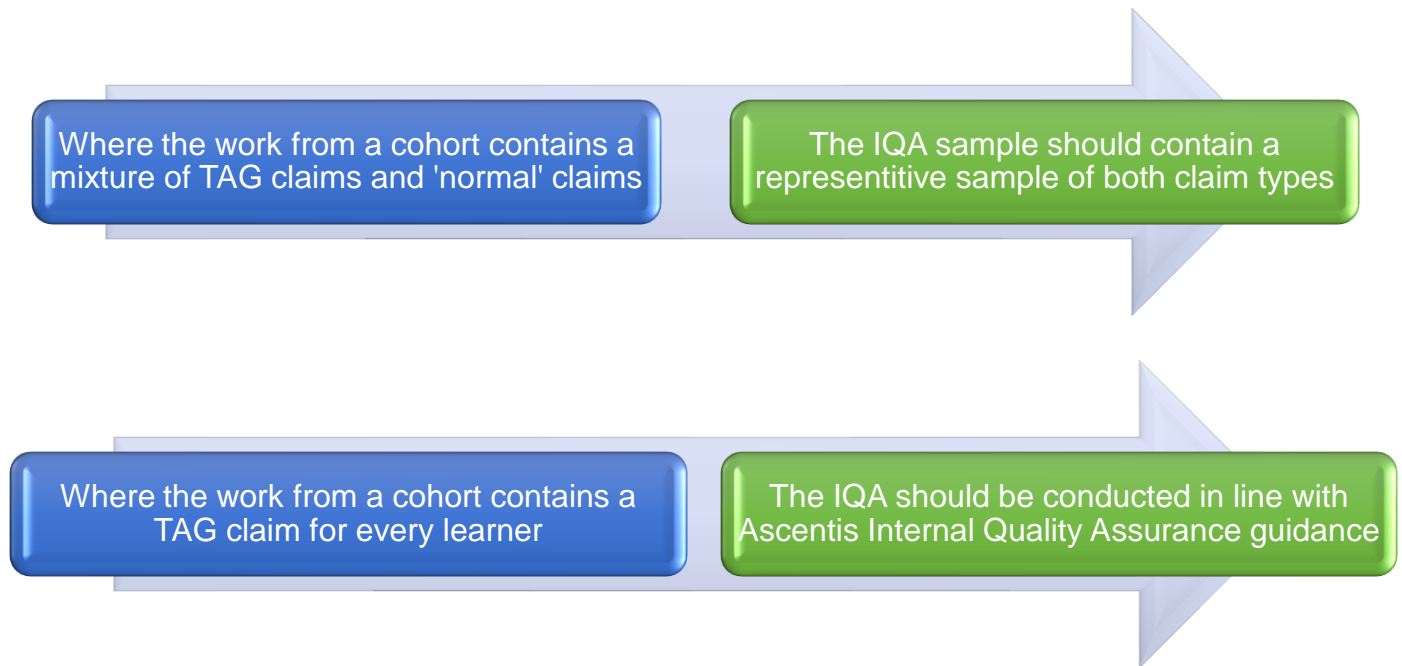 Where the work from a cohort contains a
mixture of TAG claims and 'normal' claims
The IQA sample should contain a
representitive sample of both claim types
Where the work from a cohort contains a
TAG claim for every learner
The IQA should be conducted in line with
Ascentis Internal Quality Assurance guidance